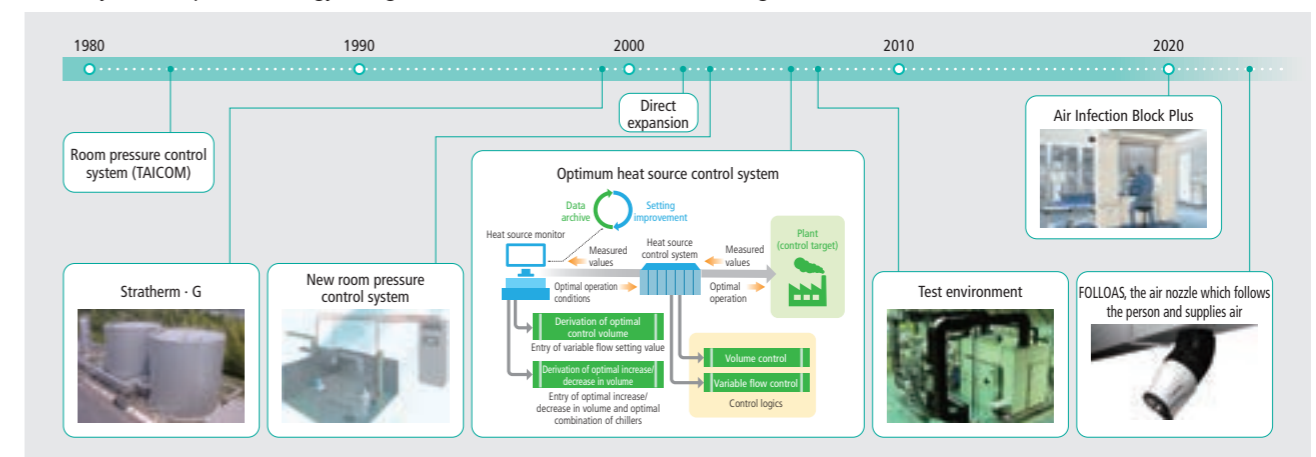 1980
1990
2000
2010
2020
Room pressure control
system (TAICOM)
Direct
expansion
Air Infection Block Plus
Stratherm · G
New room pressure
control system
Optimum heat source control system
Data
archive
Setting
improvement
Heat source monitor
Measured
values
Heat source
control system
Measured
values
Plant
(control target)
Optimal operation
conditions
Optimal
operation
Derivation of optimal
control volume
Entry of variable flow setting value
Derivation of optimal increase/
decrease in volume
Entry of optimal increase/
decrease in volume and optimal
combination of chillers
Volume control
Variable flow control
Control logics
Test environment
FOLLOAS, the air nozzle which follows
the person and supplies air